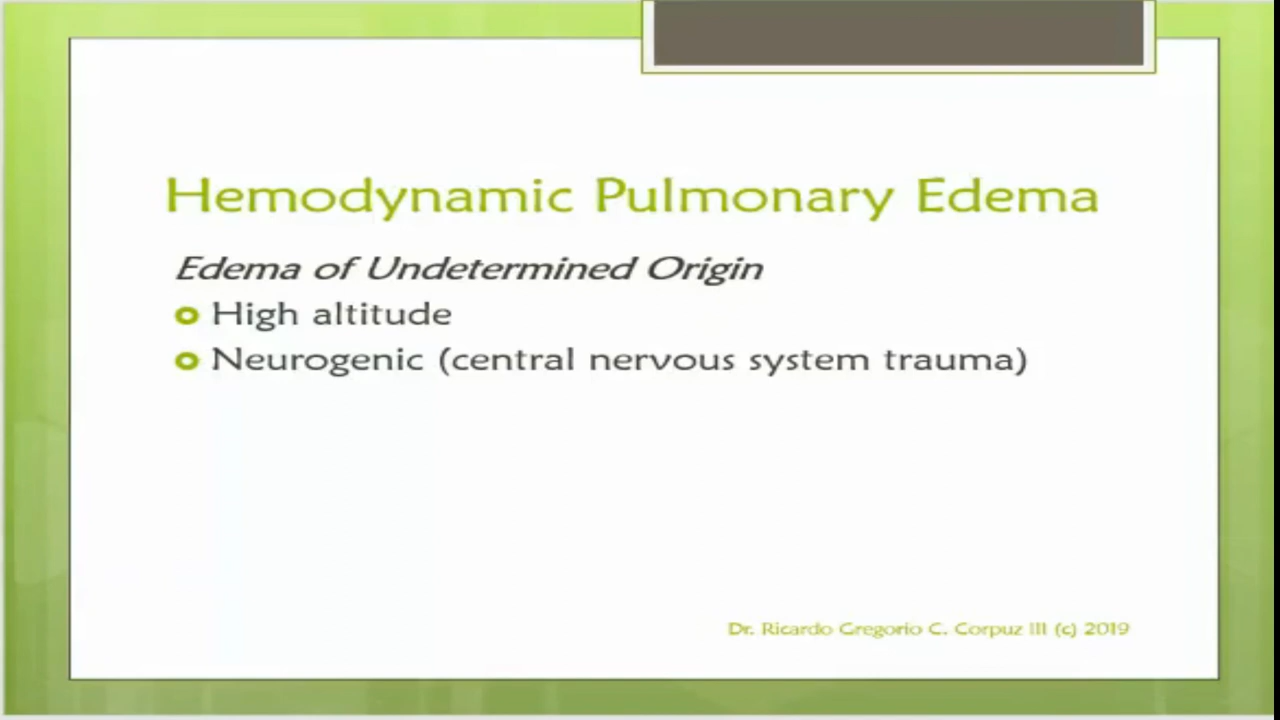 Hemodynamic Pulmonary Edema
Edema of Undetermined Origin
High altitude
Neurogenic (central nervous system trauma)
Dr. Ricardo Gregorio C. Corpuz III (c) 2019